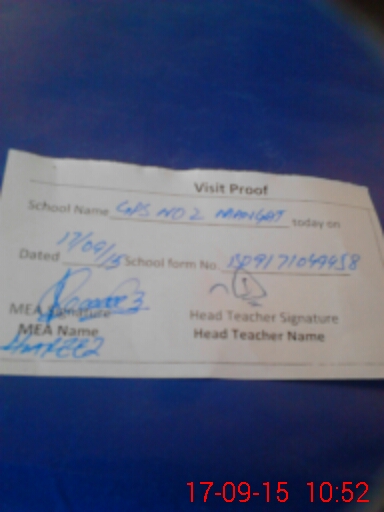 Visit Proof
School Name GPS NO 2 MANGAT today on
Dated 17/09/15 School form No.
MEA Signature Head Teacher Signature
MEA Name Head Teacher Name
17-09-15 10:52